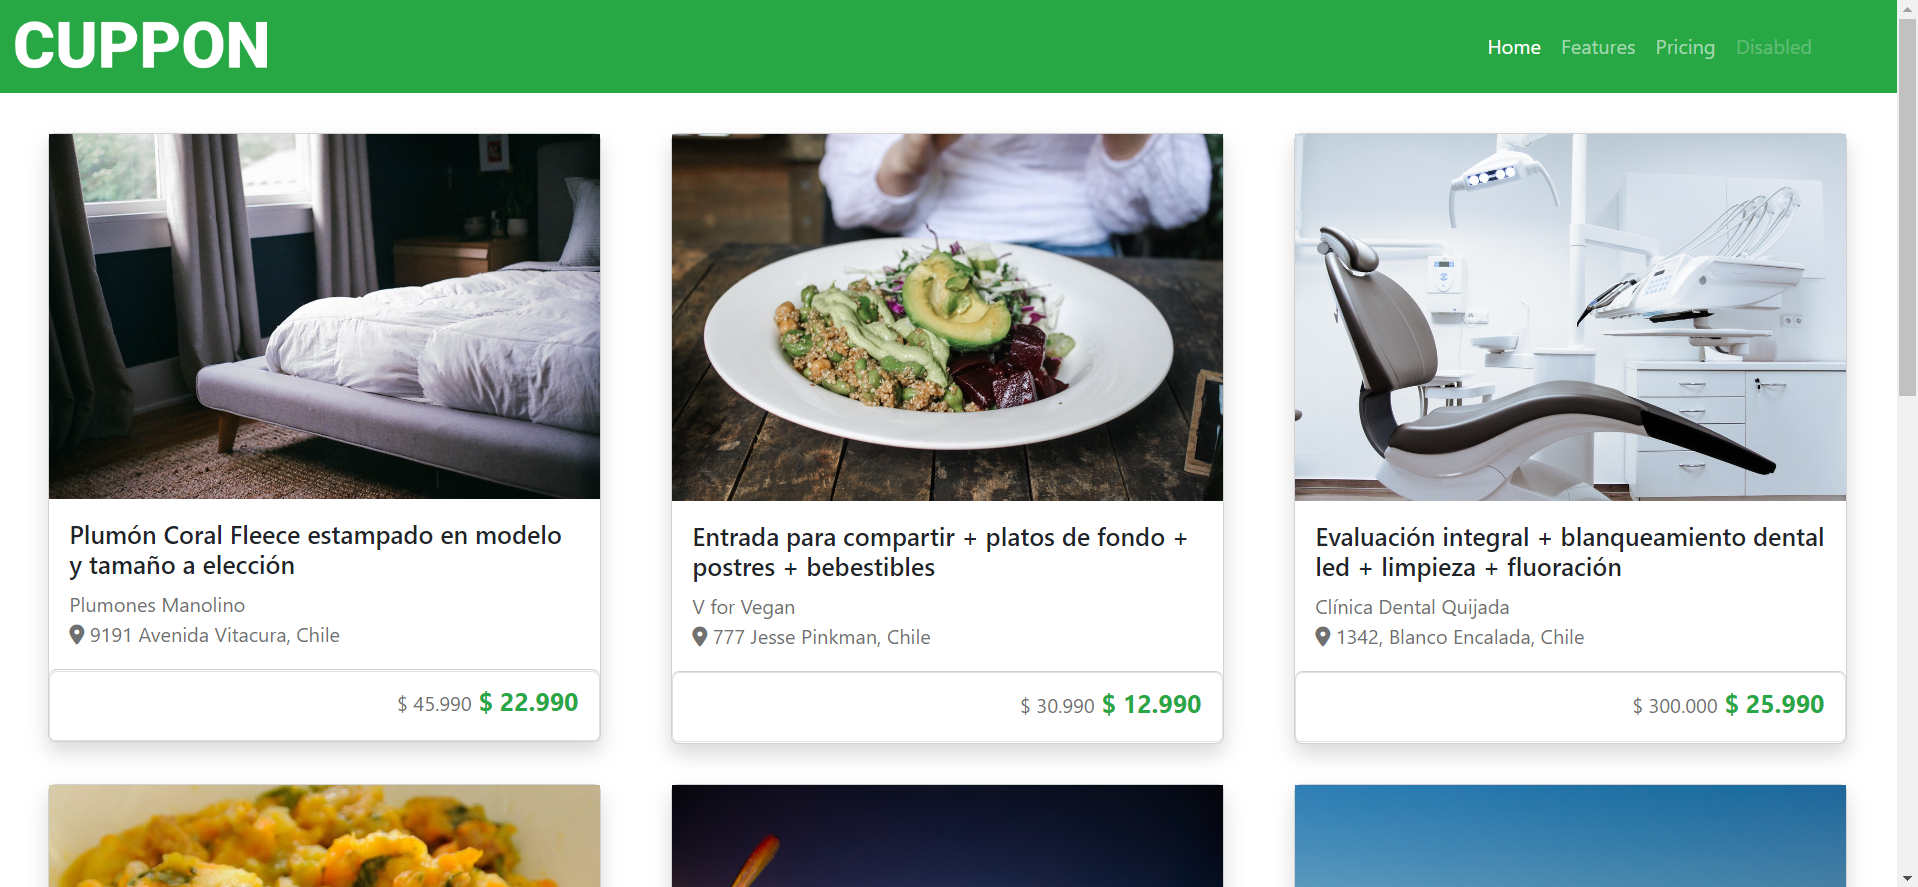 CUPPON
Home Features Pricing Disabled
Plumón Coral Fleece estampado en modelo
y tamaño a elección
Plumones Manolino
9191 Avenida Vitacura, Chile
$ 45.990 $ 22.990
Entrada para compartir + platos de fondo +
postres + bebestibles
V for Vegan
777 Jesse Pinkman, Chile
$ 30.990 $ 12.990
Evaluación integral + blanqueamiento dental
led + limpieza + fluoración
Clínica Dental Quijada
1342, Blanco Encalada, Chile
$ 300.000 $ 25.990